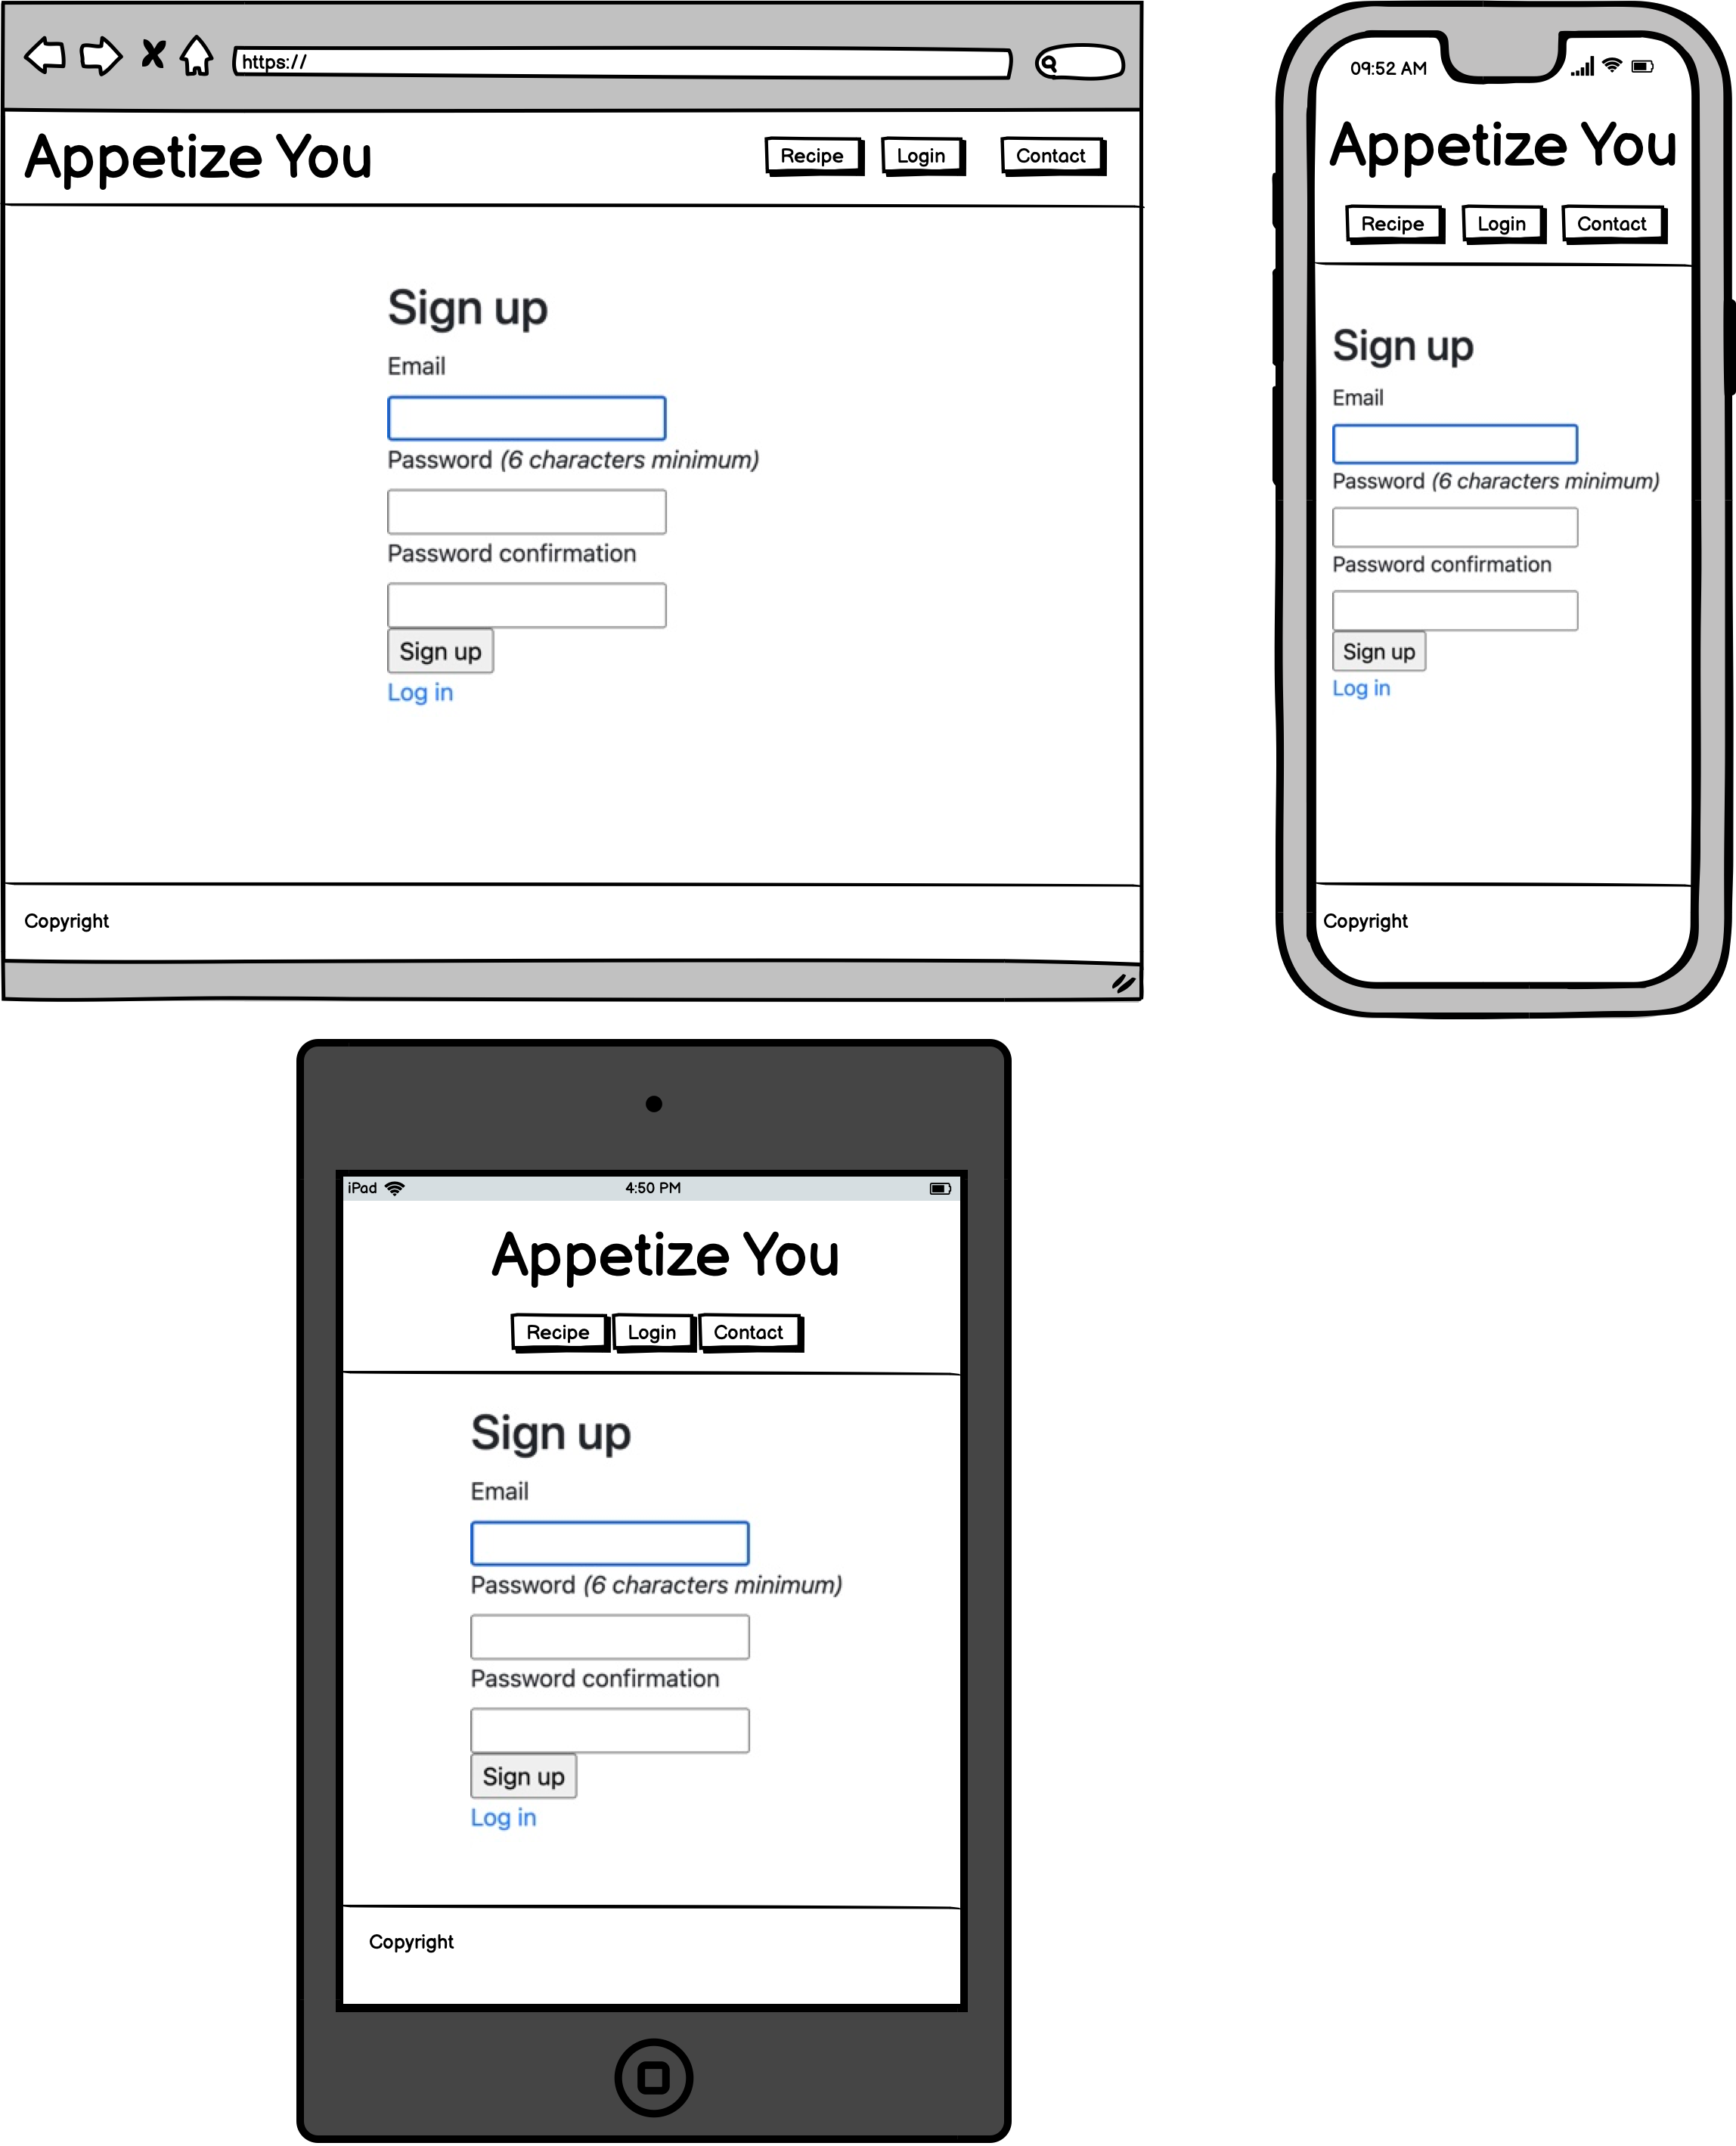 https://
Appetize You
Recipe Login Contact
Sign up
Email
Password (6 characters minimum)
Password confirmation
Sign up
Log in
Copyright
09:52 AM
Appetize You
Recipe Login Contact
Sign up
Email
Password (6 characters minimum)
Password confirmation
Sign up
Log in
Copyright
iPad 4:50 PM
Appetize You
Recipe Login Contact
Sign up
Email
Password (6 characters minimum)
Password confirmation
Sign up
Log in
Copyright